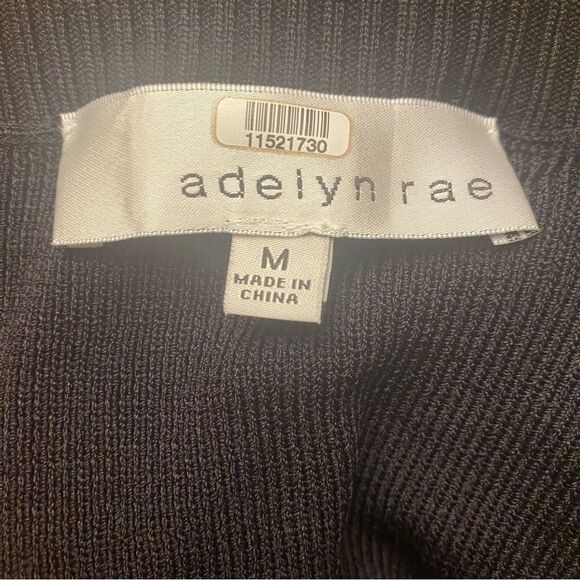 11521730
adelyn rae
M
MADE IN
CHINA